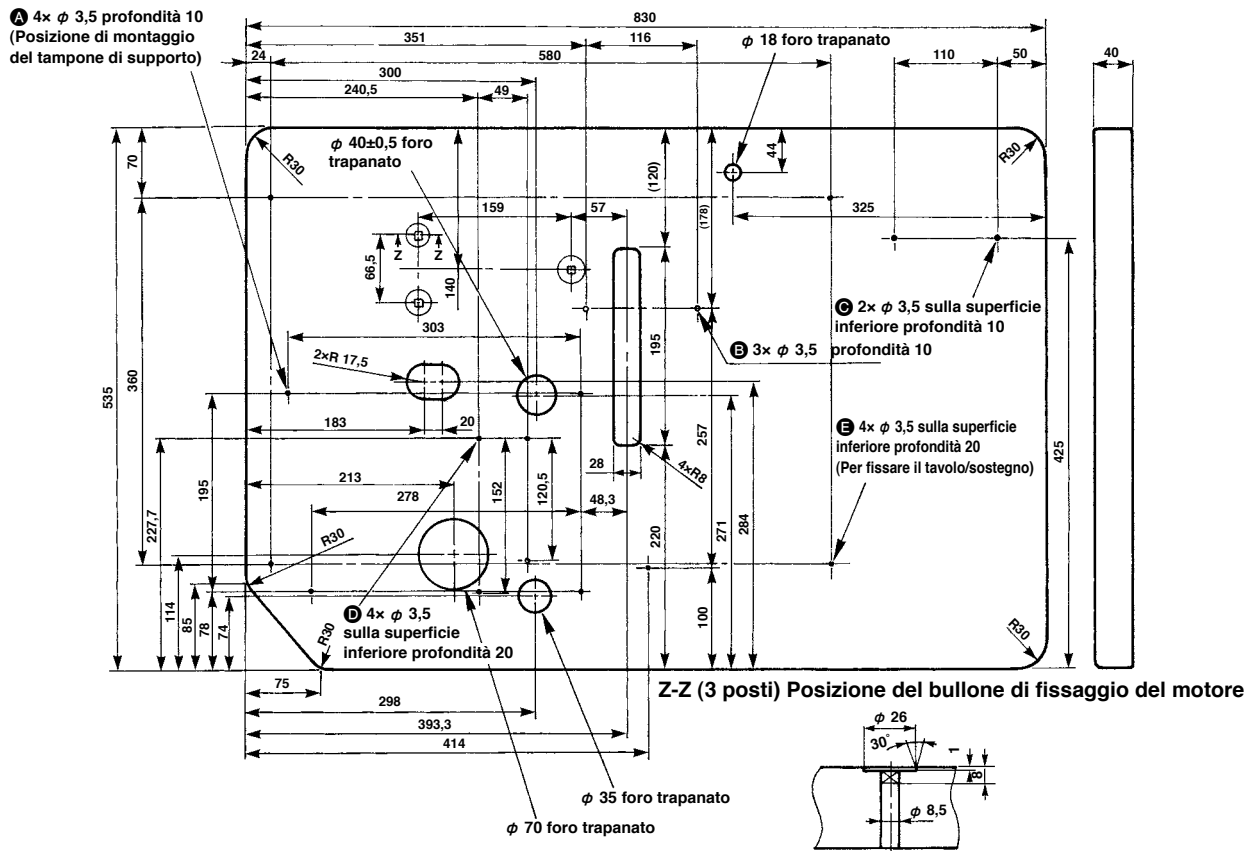 A 4× φ 3,5 profondità 10
(Posizione di montaggio
del tampone di supporto)
830
351
116
φ 18 foro trapanato
24
580
110
50
40
300
240,5
49
φ 40±0,5 foro
trapanato
R30
R30
70
44
(120)
(178)
325
159
57
Z
Z
66,5
140
C 2× φ 3,5 sulla superficie
inferiore profondità 10
303
195
B 3× φ 3,5 profondità 10
2×R 17,5
360
535
183
20
257
E 4× φ 3,5 sulla superficie
inferiore profondità 20
(Per fissare il tavolo/sostegno)
425
28
4×R8
213
152
120,5
195
227,7
278
48,3
220
271
284
R30
114
85
78
74
100
D 4× φ 3,5
sulla superficie
inferiore profondità 20
R30
R30
75
Z-Z (3 posti) Posizione del bullone di fissaggio del motore
298
393,3
414
φ 26
30°
1
8
φ 8,5
φ 35 foro trapanato
φ 70 foro trapanato